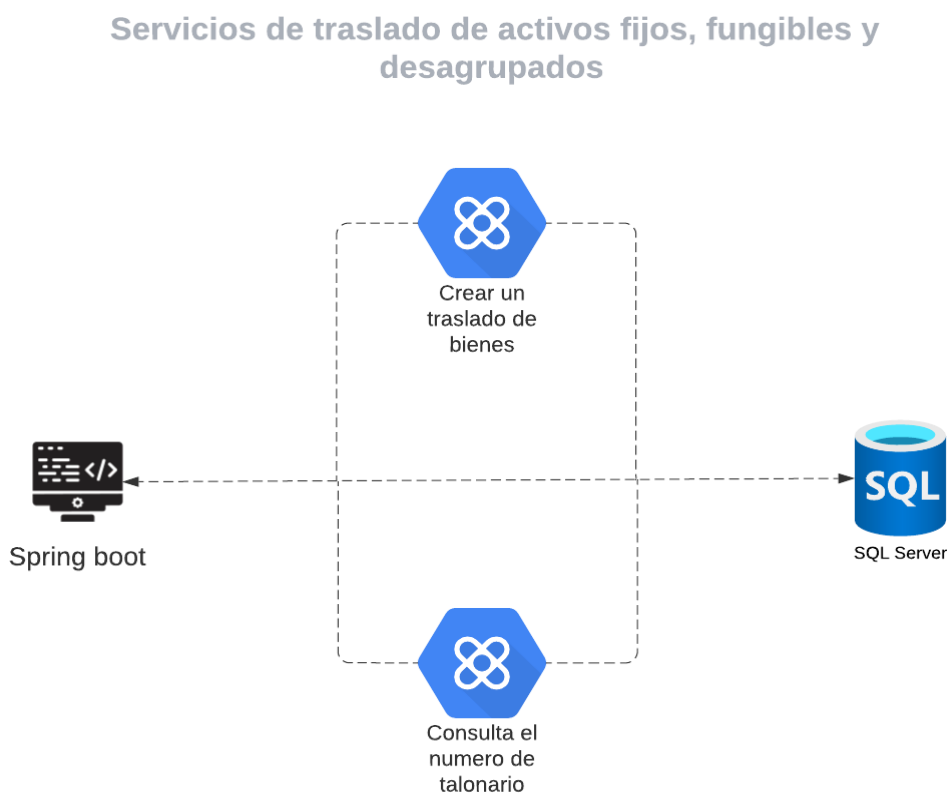 Servicios de traslado de activos fijos, fungibles y
desagrupados
Crear un
traslado de
bienes
</>
SQL
Spring boot
SQL Server
Consulta el
numero de
talonario